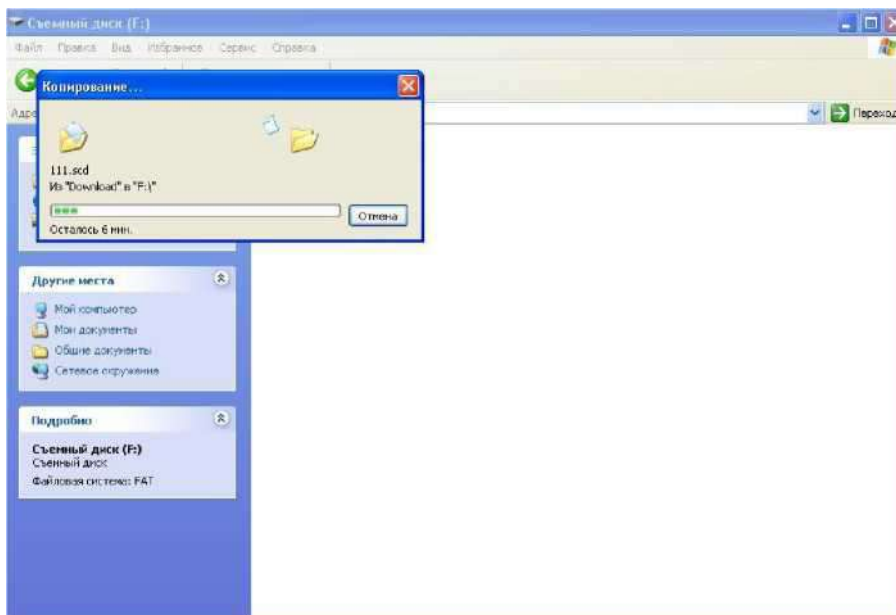 Съемный диск (F:)
Файл Правка Вид Избранное Сервис Справка
Копирование...
Адре
Переход
111.scd
Из "Download" в "F:\"
Отмена
Осталось 6 мин.
Другие места
Мой компьютер
Мои документы
Общие документы
Сетевое окружение
Подробно
Съемный диск (F:)
Съемный диск
Файловая система: FAT